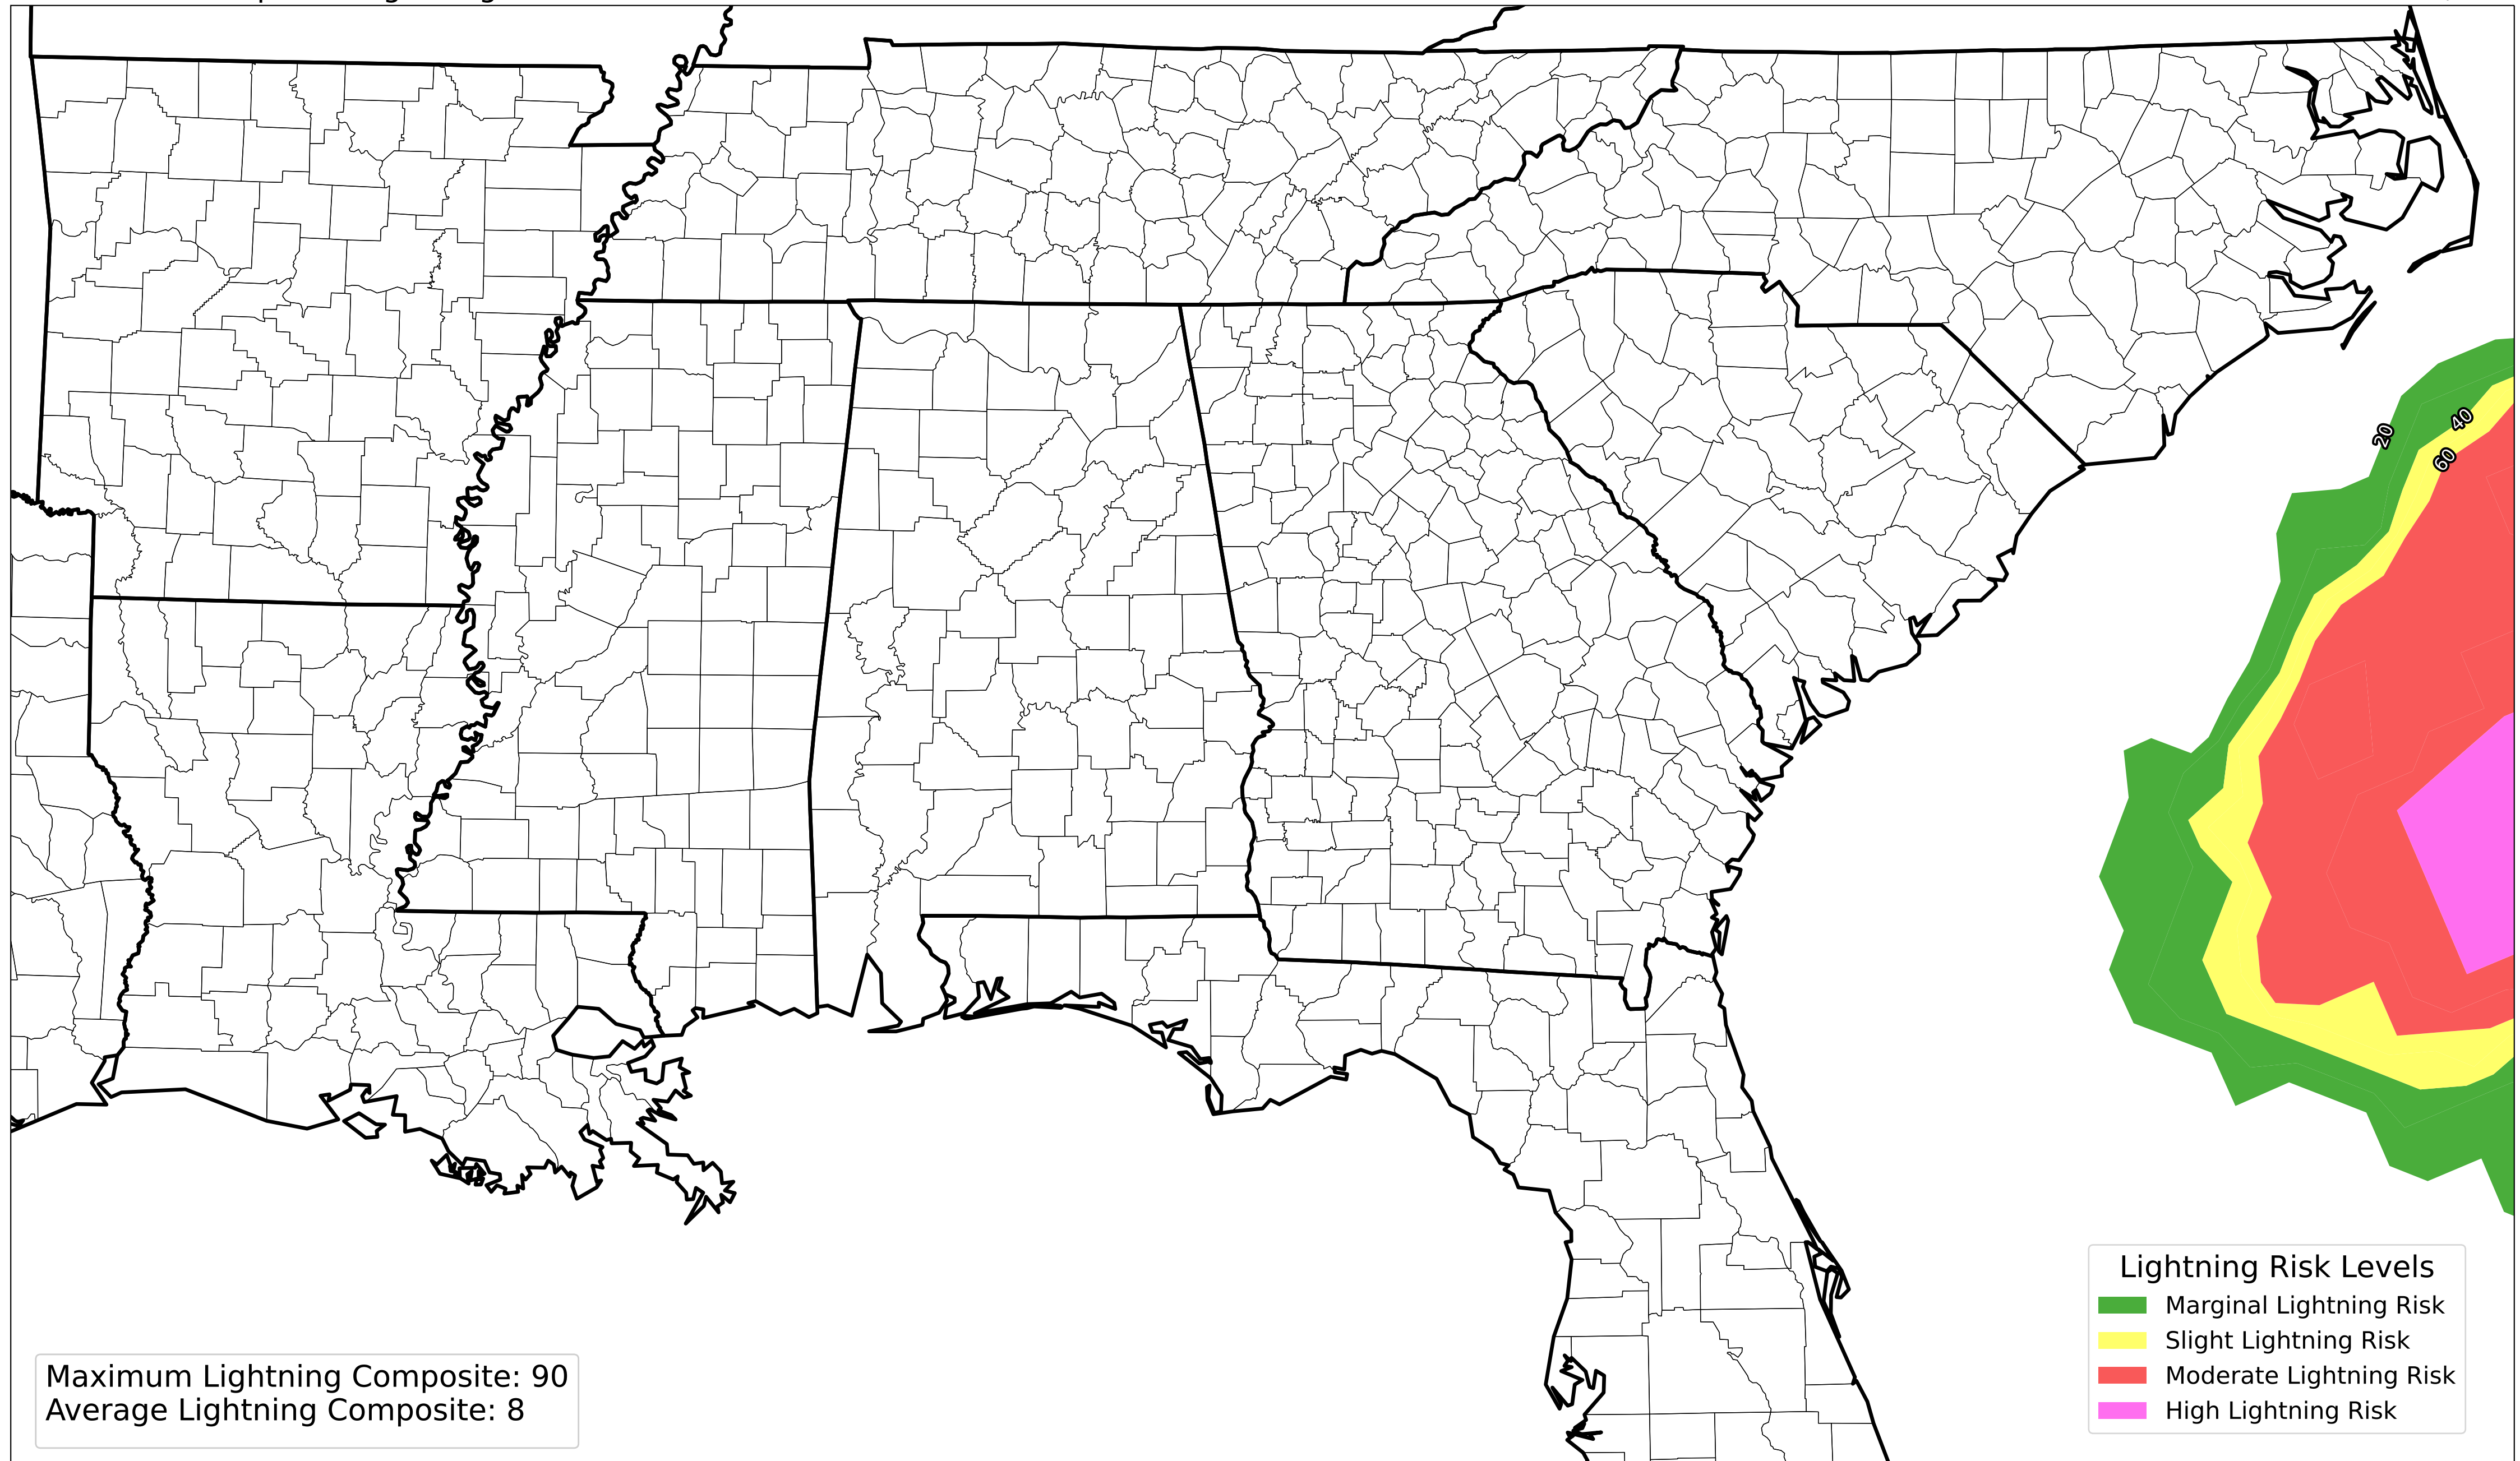 20
40
60
Lightning Risk Levels
Marginal Lightning Risk
Slight Lightning Risk
Moderate Lightning Risk
High Lightning Risk
Maximum Lightning Composite: 90
Average Lightning Composite: 8